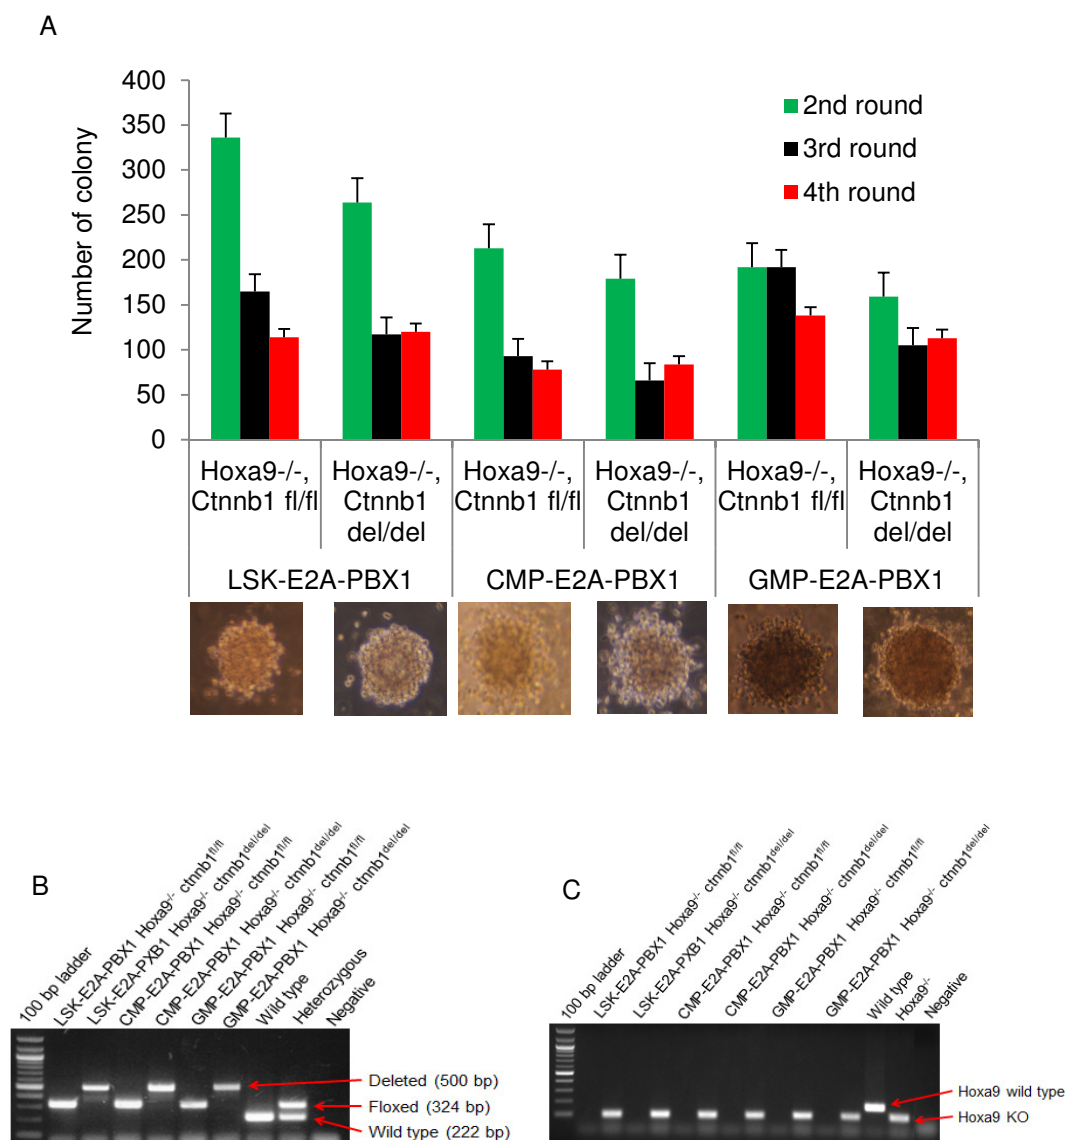 A
400
350
300
250
200
150
100
50
0
Number of colony
2nd round
3rd round
4th round
Hoxa9-/-, Ctnnb1 fl/fl
Hoxa9-/-, Ctnnb1 del/del
Hoxa9-/-, Ctnnb1 fl/fl
Hoxa9-/-, Ctnnb1 del/del
Hoxa9-/-, Ctnnb1 fl/fl
Hoxa9-/-, Ctnnb1 del/del
LSK-E2A-PBX1
CMP-E2A-PBX1
GMP-E2A-PBX1
B
100 bp ladder
LSK-E2A-PBX1 Hoxa9-/- ctnnb1fl/fl
LSK-E2A-PXB1 Hoxa9-/- ctnnb1del/del
CMP-E2A-PBX1 Hoxa9-/- ctnnb1fl/fl
CMP-E2A-PBX1 Hoxa9-/- ctnnb1del/del
GMP-E2A-PBX1 Hoxa9-/- ctnnb1fl/fl
GMP-E2A-PBX1 Hoxa9-/- ctnnb1del/del
Wild type
Heterozygous
Negative
Deleted (500 bp)
Floxed (324 bp)
Wild type (222 bp)
C
100 bp ladder
LSK-E2A-PBX1 Hoxa9-/- ctnnb1fl/fl
LSK-E2A-PXB1 Hoxa9-/- ctnnb1del/del
CMP-E2A-PBX1 Hoxa9-/- ctnnb1fl/fl
CMP-E2A-PBX1 Hoxa9-/- ctnnb1del/del
GMP-E2A-PBX1 Hoxa9-/- ctnnb1fl/fl
GMP-E2A-PBX1 Hoxa9-/- ctnnb1del/del
Wild type
Hoxa9-/-
Negative
Hoxa9 wild type
Hoxa9 KO